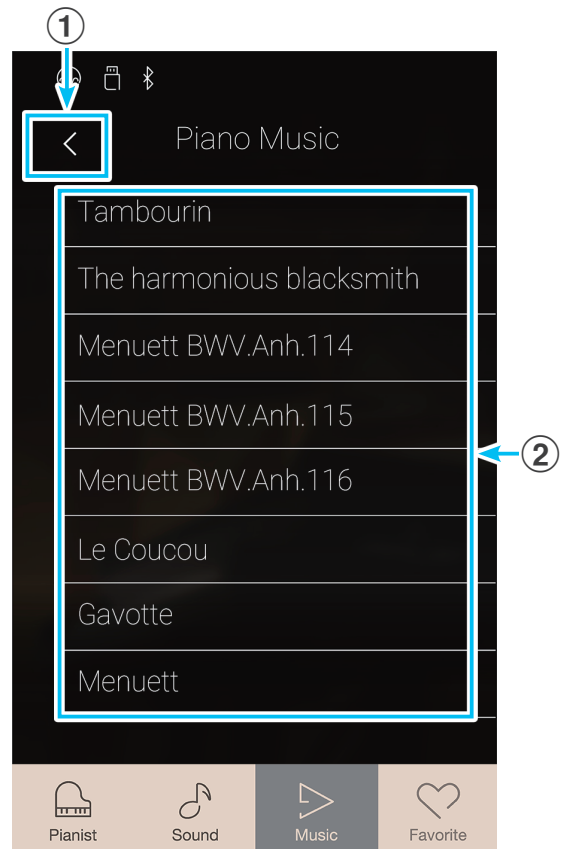 1
Piano Music
Tambourin
The harmonious blacksmith
Menuett BWV.Anh.114
Menuett BWV.Anh.115
Menuett BWV.Anh.116
2
Le Coucou
Gavotte
Menuett
Pianist Sound Music Favorite